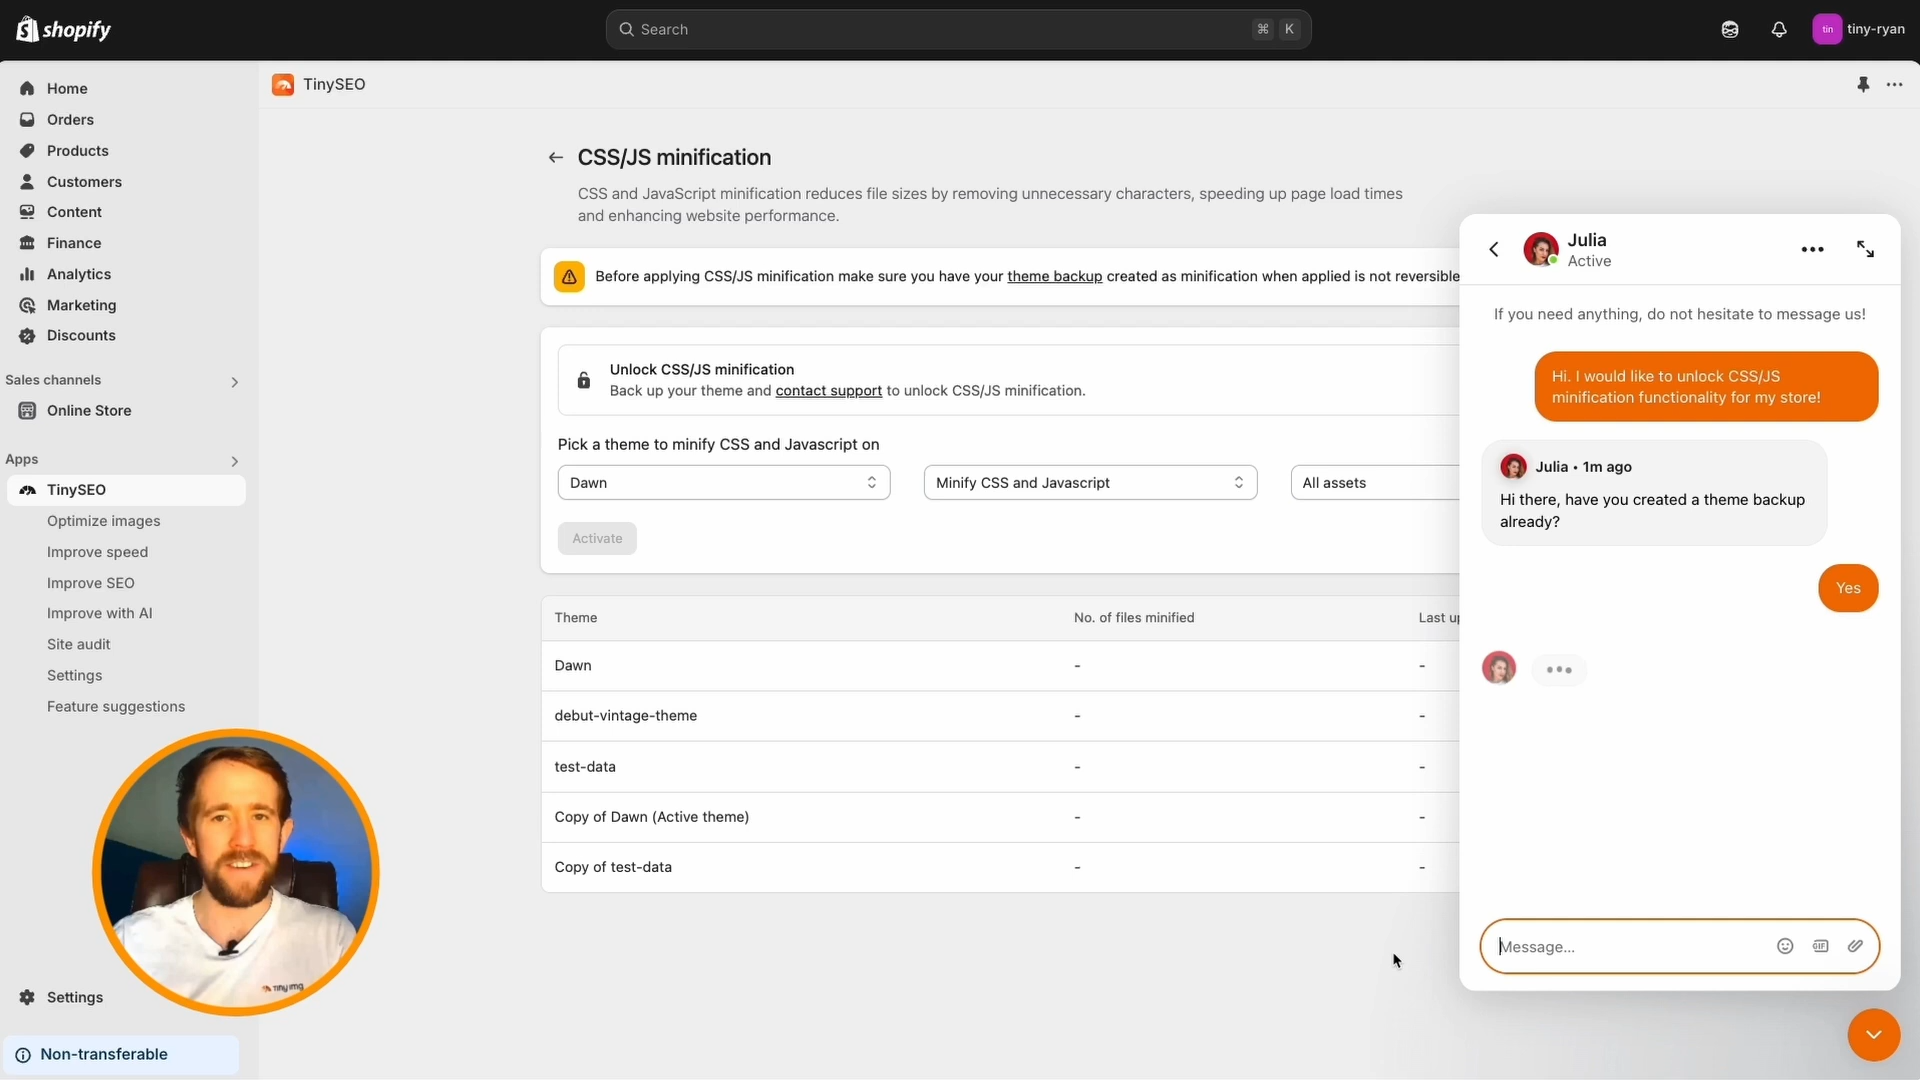 shopify
Search
⌘ K
tin
tiny-ryan
Home
Orders
Products
Customers
Content
Finance
Analytics
Marketing
Discounts
Sales channels
Online Store
Apps
TinySEO
Optimize images
Improve speed
Improve SEO
Improve with AI
Site audit
Settings
Feature suggestions
Settings
Non-transferable
TinySEO
CSS/JS minification
CSS and JavaScript minification reduces file sizes by removing unnecessary characters, speeding up page load times
and enhancing website performance.
Before applying CSS/JS minification make sure you have your theme backup created as minification when applied is not reversible
Unlock CSS/JS minification
Back up your theme and contact support to unlock CSS/JS minification.
Pick a theme to minify CSS and Javascript on
Dawn
Minify CSS and Javascript
All assets
Activate
Theme No. of files minified Last up
Dawn - -
debut-vintage-theme - -
test-data - -
Copy of Dawn (Active theme) - -
Copy of test-data - -
Julia
Active
If you need anything, do not hesitate to message us!
Hi. I would like to unlock CSS/JS
minification functionality for my store!
Julia • 1m ago
Hi there, have you created a theme backup
already?
Yes
Message...
GIF
Tiny img